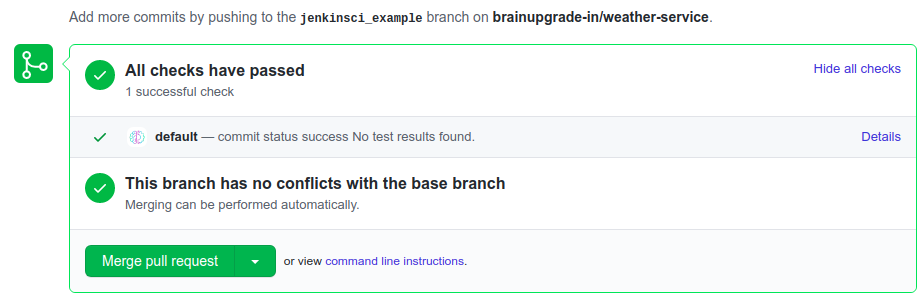 Add more commits by pushing to the jenkinsci_example branch on brainupgrade-in/weather-service.
All checks have passed
Hide all checks
1 successful check
default — commit status success No test results found.
Details
This branch has no conflicts with the base branch
Merging can be performed automatically.
Merge pull request
or view command line instructions.